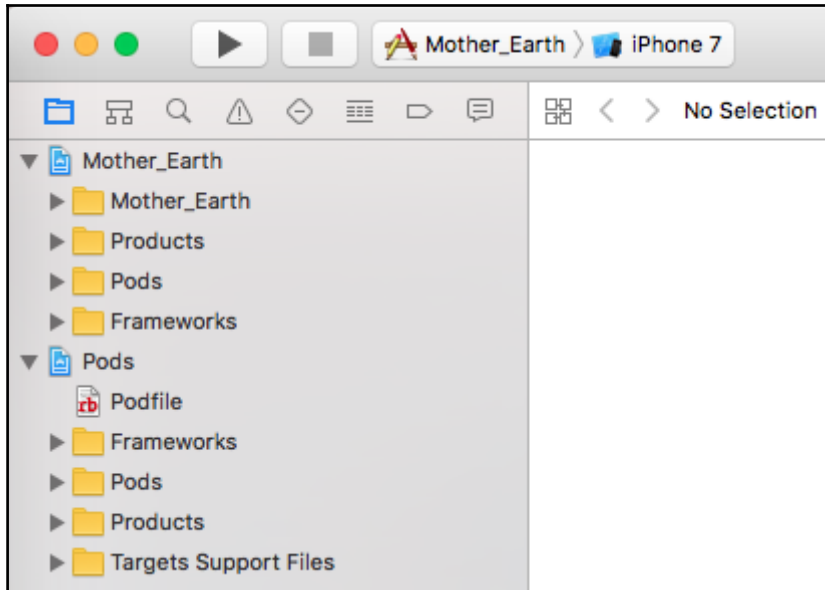 Mother_Earth 〉 iPhone 7
No Selection
Mother_Earth
Mother_Earth
Products
Pods
Frameworks
Pods
rb Podfile
Frameworks
Pods
Products
Targets Support Files